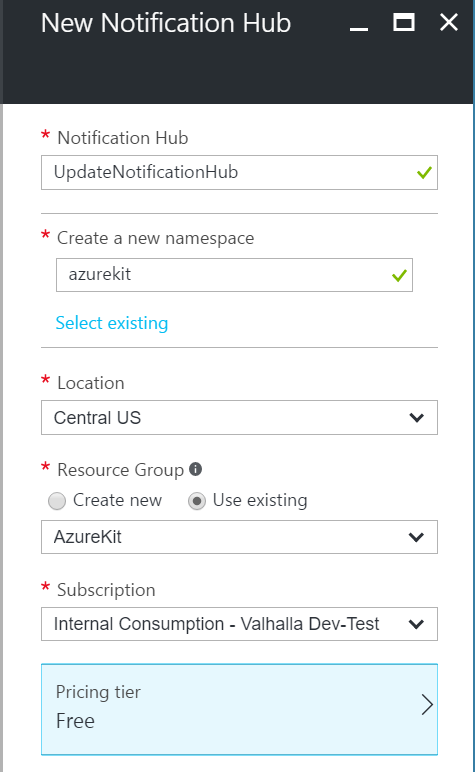 New Notification Hub
* Notification Hub
UpdateNotificationHub
* Create a new namespace
azurekit
Select existing
* Location
Central US
* Resource Group
Create new Use existing
AzureKit
* Subscription
Internal Consumption - Valhalla Dev-Test
Pricing tier
Free